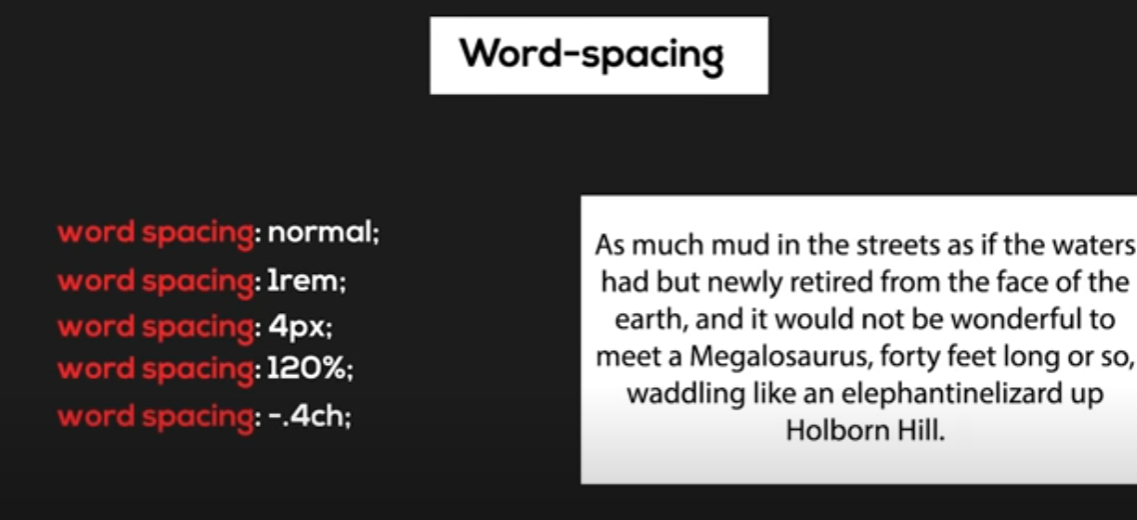 Word-spacing
word spacing: normal;
word spacing: 1rem;
word spacing: 4px;
word spacing: 120%;
word spacing: -.4ch;
As much mud in the streets as if the waters
had but newly retired from the face of the
earth, and it would not be wonderful to
meet a Megalosaurus, forty feet long or so,
waddling like an elephantinelizard up
Holborn Hill.